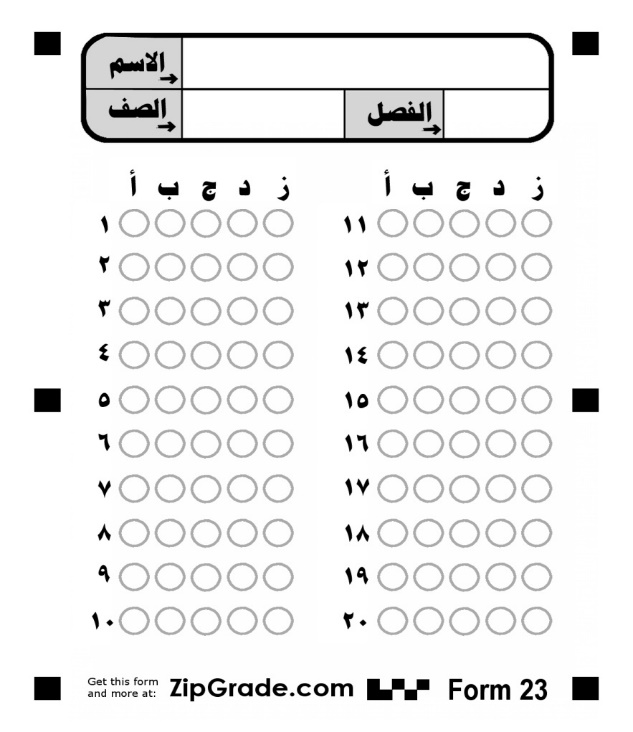 الاسم
الصف الفصل
أ ب ج د ز أ ب ج د ز
١ ١١
٢ ١٢
٣ ١٣
٤ ١٤
٥ ١٥
٦ ١٦
٧ ١٧
٨ ١٨
٩ ١٩
١٠ ٢٠
Get this form and more at: ZipGrade.com Form 23